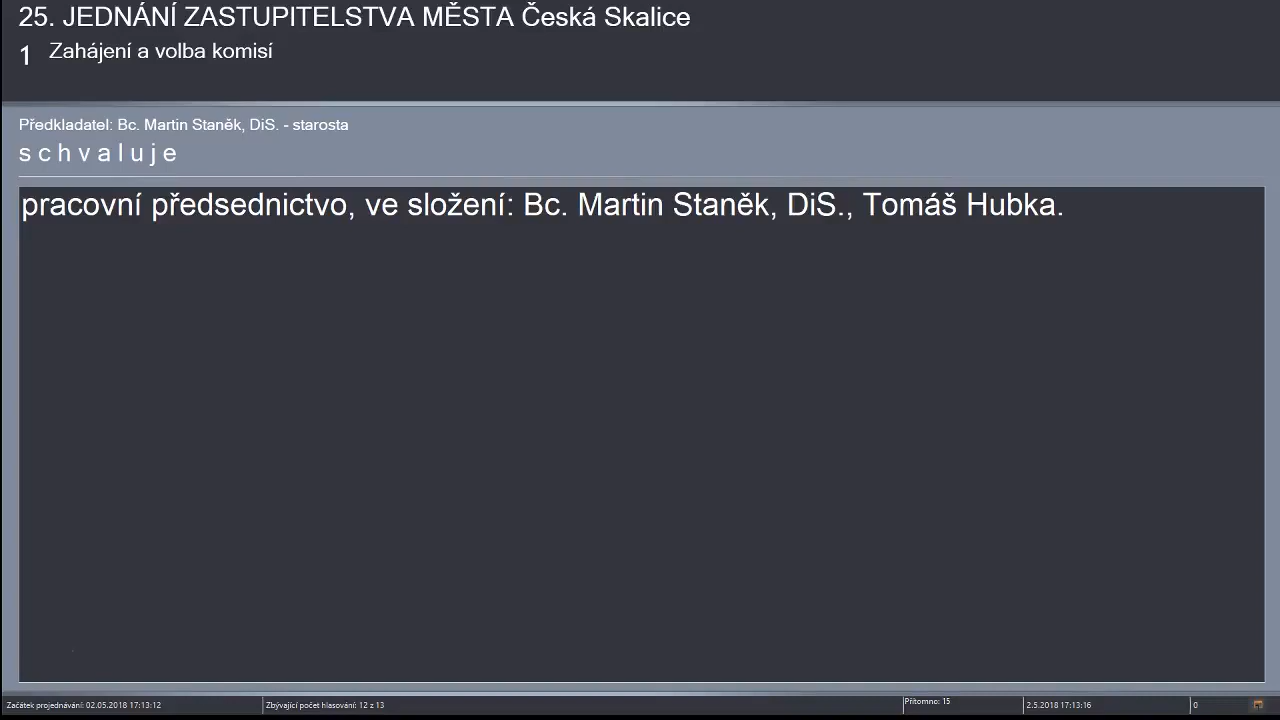 25. JEDNÁNÍ ZASTUPITELSTVA MĚSTA Česká Skalice
1 Zahájení a volba komisí
Předkladatel: Bc. Martin Staněk, DiS. - starosta
s c h v a l u j e
pracovní předsednictvo, ve složení: Bc. Martin Staněk, DiS., Tomáš Hubka.
Začátek projednávání: 02.05.2018 17:13:12 Zbývající počet hlasování: 12 z 13 Přítomno: 15 2.5.2018 17:13:16 0